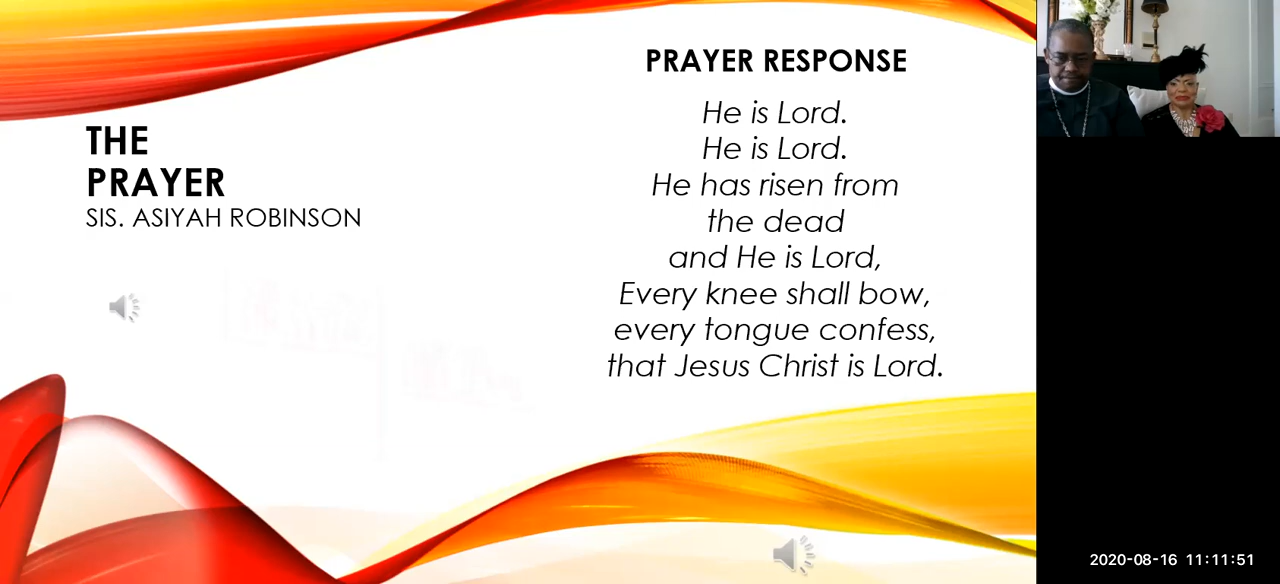 THE
PRAYER
SIS. ASIYAH ROBINSON
PRAYER RESPONSE
He is Lord.
He is Lord.
He has risen from
the dead
and He is Lord,
Every knee shall bow,
every tongue confess,
that Jesus Christ is Lord.
2020-08-16 11:11:51